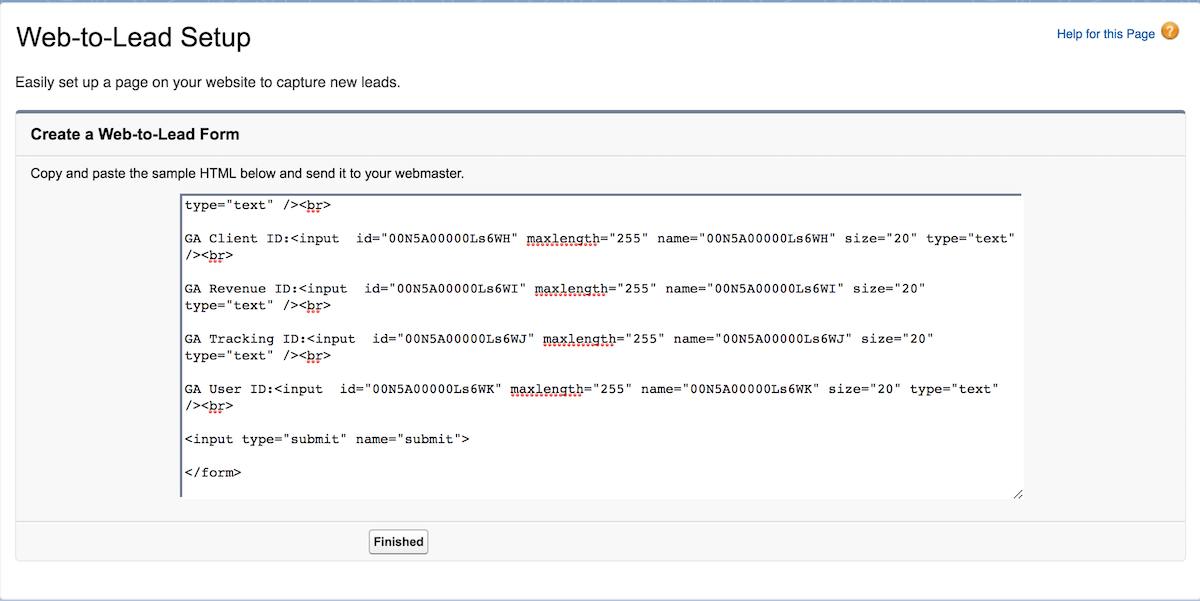 Web-to-Lead Setup
Help for this Page ?
Easily set up a page on your website to capture new leads.
Create a Web-to-Lead Form
Copy and paste the sample HTML below and send it to your webmaster.
type="text" /><br>
GA Client ID:<input  id="00N5A00000Ls6WH" maxlength="255" name="00N5A00000Ls6WH" size="20" type="text"
/><br>
GA Revenue ID:<input  id="00N5A00000Ls6WI" maxlength="255" name="00N5A00000Ls6WI" size="20"
type="text" /><br>
GA Tracking ID:<input  id="00N5A00000Ls6WJ" maxlength="255" name="00N5A00000Ls6WJ" size="20"
type="text" /><br>
GA User ID:<input  id="00N5A00000Ls6WK" maxlength="255" name="00N5A00000Ls6WK" size="20" type="text"
/><br>
<input type="submit" name="submit">
</form>
Finished